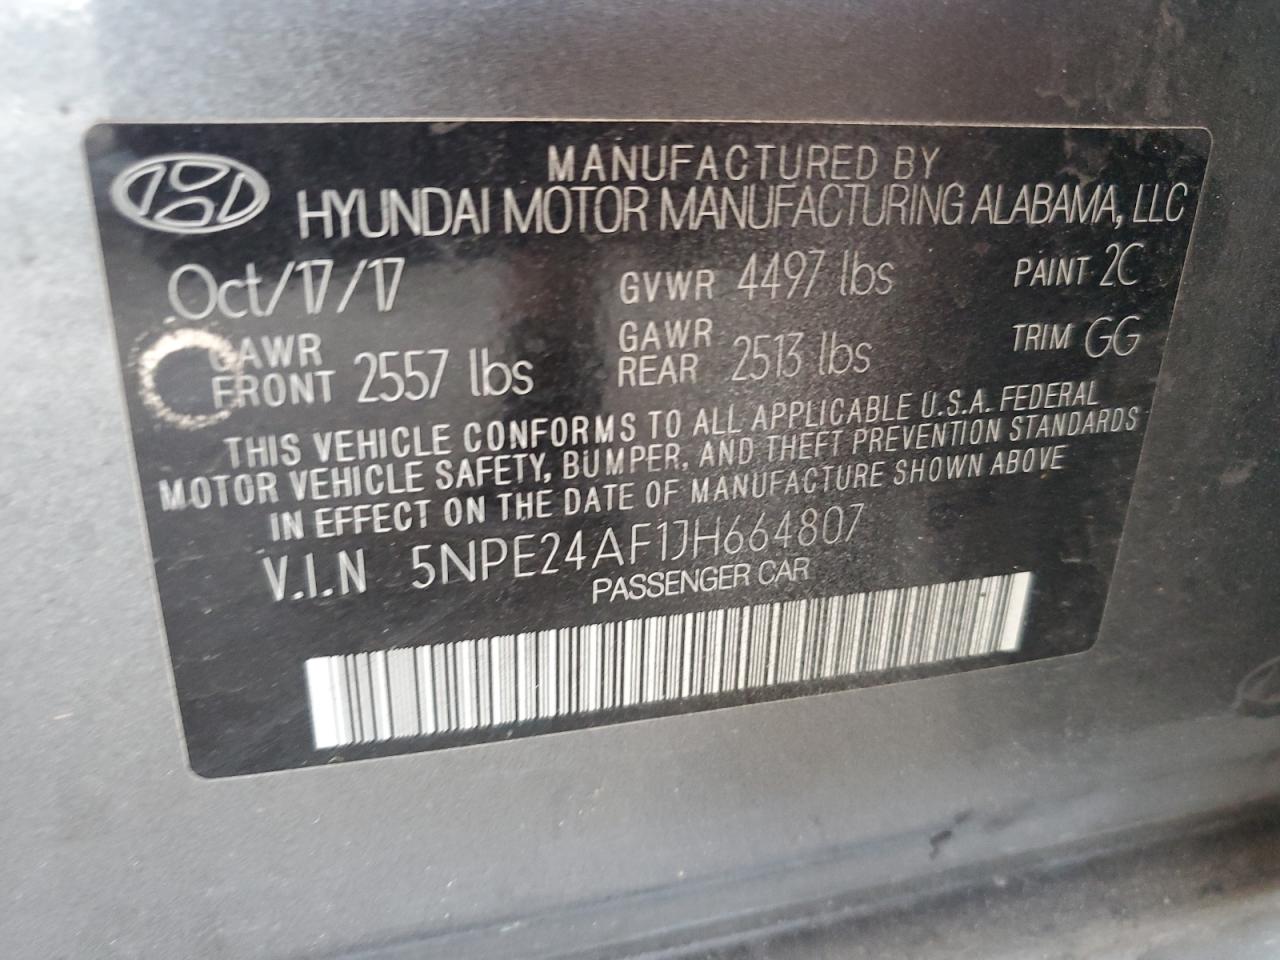 MANUFACTURED BY
HYUNDAI MOTOR MANUFACTURING ALABAMA, LLC
Oct/17/17 GVWR 4497 lbs PAINT 2C
GAWR FRONT 2557 lbs GAWR REAR 2513 lbs TRIM GG
THIS VEHICLE CONFORMS TO ALL APPLICABLE U.S.A. FEDERAL
MOTOR VEHICLE SAFETY, BUMPER, AND THEFT PREVENTION STANDARDS
IN EFFECT ON THE DATE OF MANUFACTURE SHOWN ABOVE
V.I.N 5NPE24AF1JH664807
PASSENGER CAR